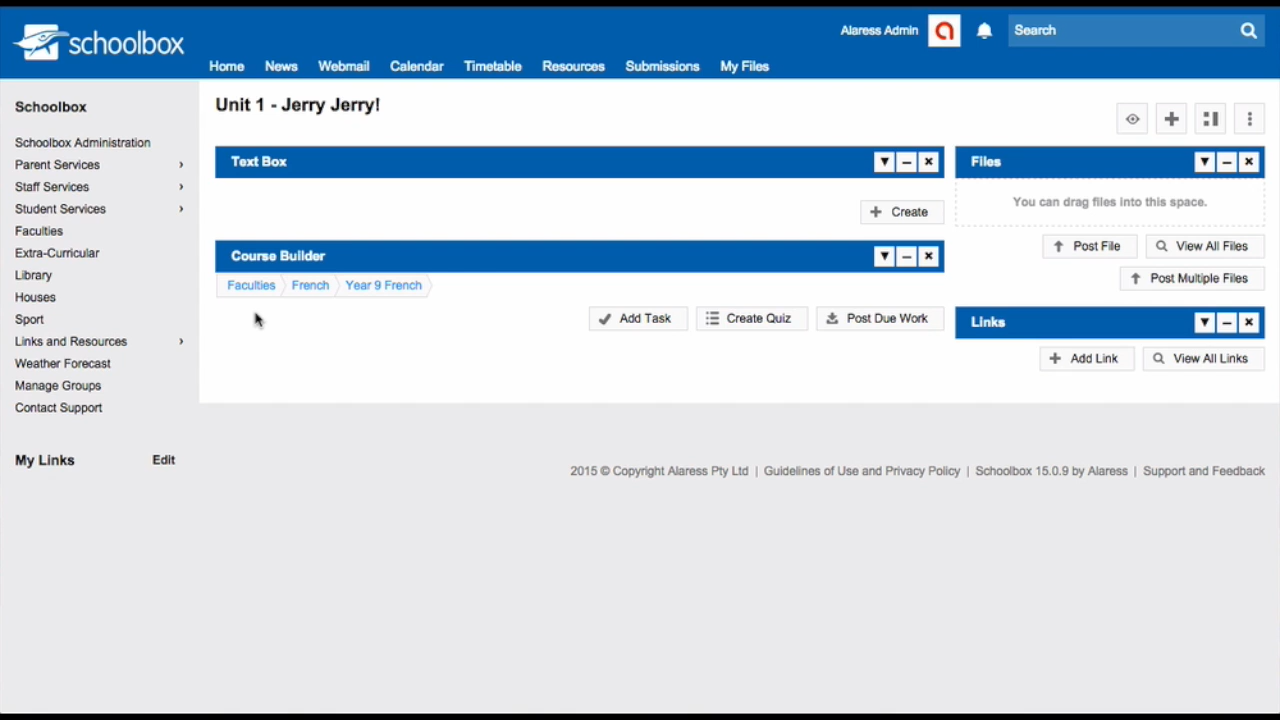 schoolbox
Alaress Admin
Search
Home News Webmail Calendar Timetable Resources Submissions My Files
Schoolbox
Schoolbox Administration
Parent Services
Staff Services
Student Services
Faculties
Extra-Curricular
Library
Houses
Sport
Links and Resources
Weather Forecast
Manage Groups
Contact Support
My Links Edit
Unit 1 - Jerry Jerry!
Text Box
Create
Course Builder
Faculties French Year 9 French
Add Task Create Quiz Post Due Work
Files
You can drag files into this space.
Post File View All Files
Post Multiple Files
Links
Add Link View All Links
2015 © Copyright Alaress Pty Ltd | Guidelines of Use and Privacy Policy | Schoolbox 15.0.9 by Alaress | Support and Feedback